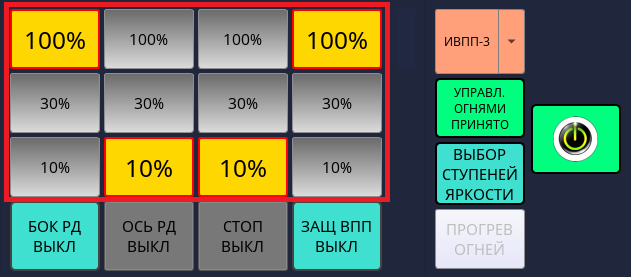 100% 100% 100% 100%
30% 30% 30% 30%
10% 10% 10% 10%
БОК РД
ВЫКЛ
ОСЬ РД
ВЫКЛ
СТОП
ВЫКЛ
ЗАЩ ВПП
ВЫКЛ
ИВПП-3
УПРАВЛ.
ОГНЯМИ
ПРИНЯТО
ВЫБОР
СТУПЕНЕЙ
ЯРКОСТИ
ПРОГРЕВ
ОГНЕЙ